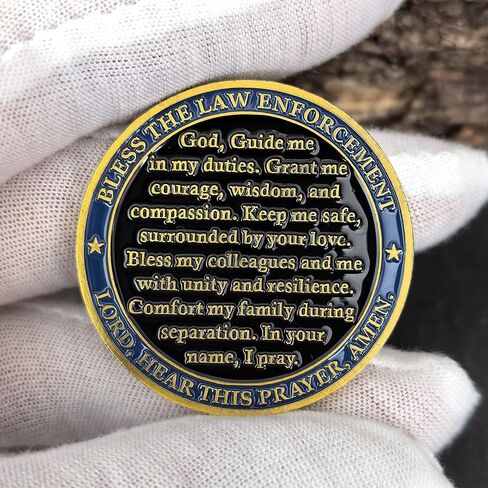 BLESS THE LAW ENFORCEMENT
God, Guide me
in my duties. Grant me
courage, wisdom, and
compassion. Keep me safe,
surrounded by your love.
Bless my colleagues and me
with unity and resilience.
Comfort my family during
separation. In your
name, I pray.
LORD, HEAR THIS PRAYER, AMEN.